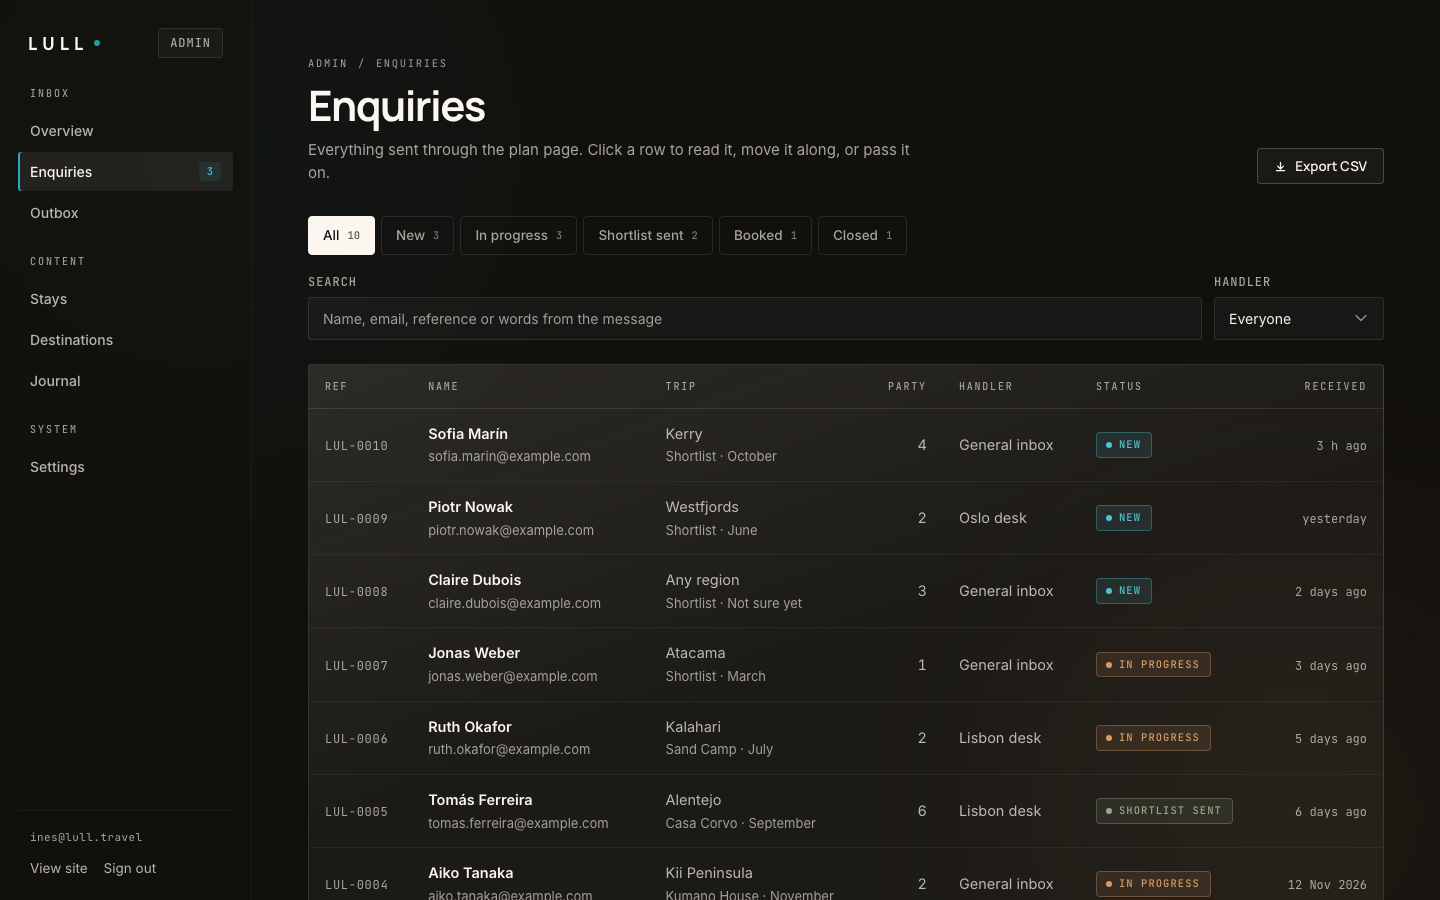 LULL
ADMIN
INBOX
Overview
Enquiries 3
Outbox
CONTENT
Stays
Destinations
Journal
SYSTEM
Settings
ines@lull.travel
View site Sign out
ADMIN / ENQUIRIES
Enquiries
Everything sent through the plan page. Click a row to read it, move it along, or pass it
on.
Export CSV
All 10 New 3 In progress 3 Shortlist sent 2 Booked 1 Closed 1
SEARCH HANDLER
Name, email, reference or words from the message Everyone
REF NAME TRIP PARTY HANDLER STATUS RECEIVED
LUL-0010 Sofia Marín Kerry 4 General inbox NEW 3 h ago
sofia.marin@example.com Shortlist · October
LUL-0009 Piotr Nowak Westfjords 2 Oslo desk NEW yesterday
piotr.nowak@example.com Shortlist · June
LUL-0008 Claire Dubois Any region 3 General inbox NEW 2 days ago
claire.dubois@example.com Shortlist · Not sure yet
LUL-0007 Jonas Weber Atacama 1 General inbox IN PROGRESS 3 days ago
jonas.weber@example.com Shortlist · March
LUL-0006 Ruth Okafor Kalahari 2 Lisbon desk IN PROGRESS 5 days ago
ruth.okafor@example.com Sand Camp · July
LUL-0005 Tomás Ferreira Alentejo 6 Lisbon desk SHORTLIST SENT 6 days ago
tomas.ferreira@example.com Casa Corvo · September
LUL-0004 Aiko Tanaka Kii Peninsula 2 General inbox IN PROGRESS 12 Nov 2026
aiko.tanaka@example.com Kumano House · November